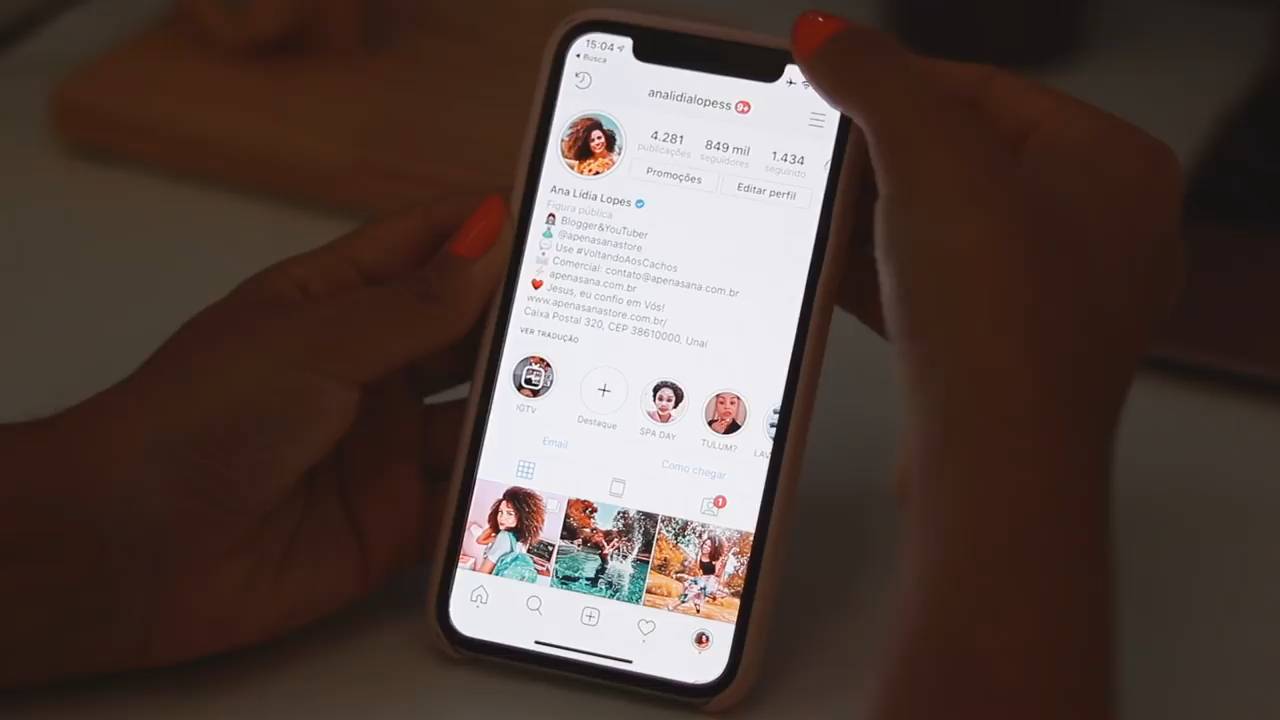 15:04
Busca
analidialopess 9+
4.281 849 mil 1.434
publicações seguidores seguindo
Promoções Editar perfil
Ana Lídia Lopes
Figura pública
Blogger&YouTuber
@apenasanastore
Use #VoltandoAosCachos
Comercial: contato@apenasana.com.br
apenasana.com.br
Jesus, eu confio em Vós!
www.apenasanastore.com.br/
Caixa Postal 320, CEP 38610000, Unaí
VER TRADUÇÃO
IGTV Destaque SPA DAY TULUM? LAV
Email Como chegar
1